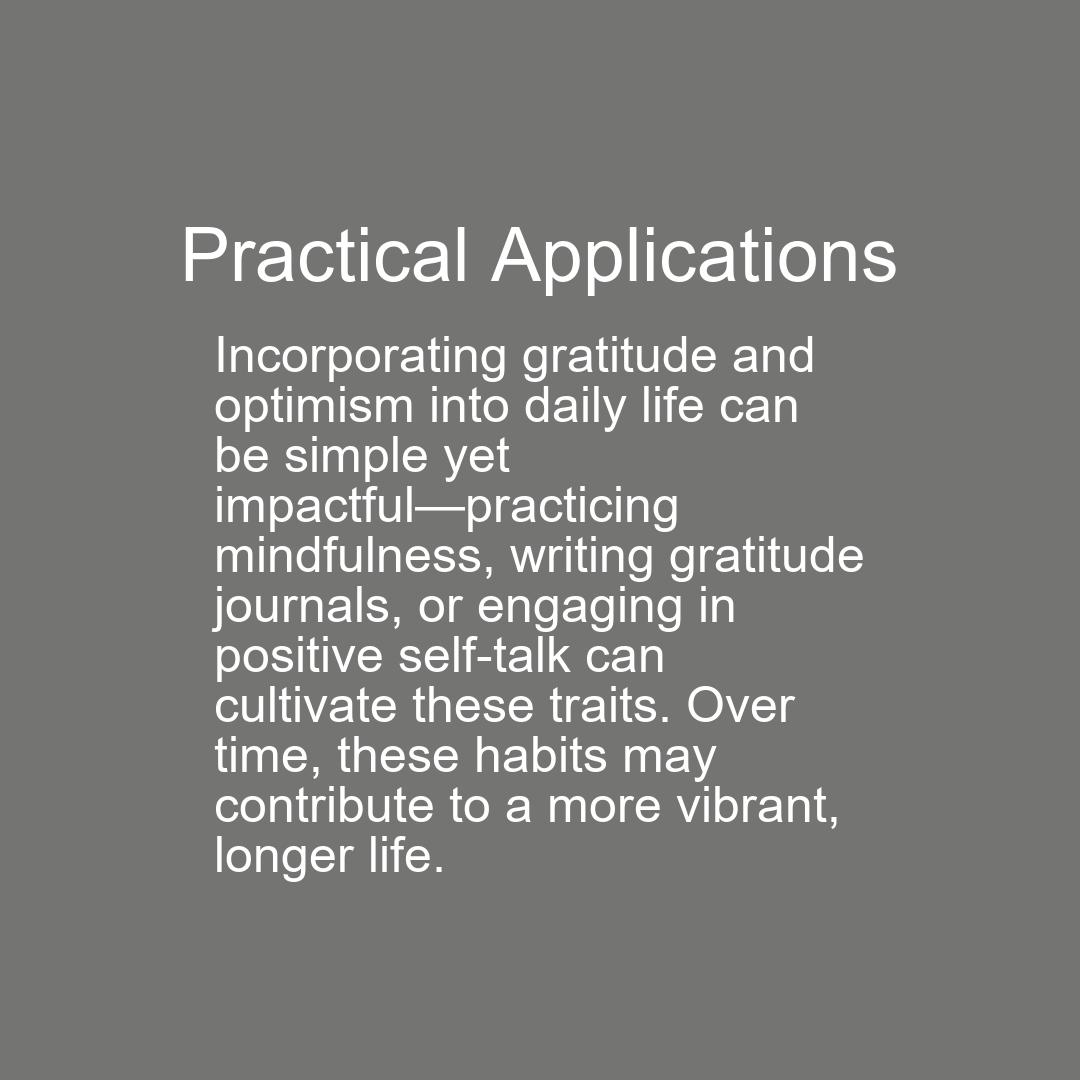 Practical Applications
Incorporating gratitude and
optimism into daily life can
be simple yet
impactful—practicing
mindfulness, writing gratitude
journals, or engaging in
positive self-talk can
cultivate these traits. Over
time, these habits may
contribute to a more vibrant,
longer life.